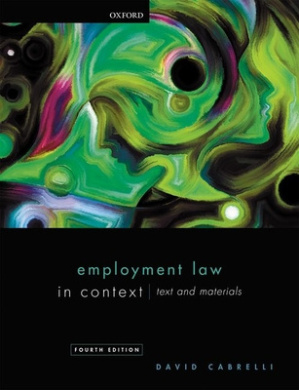 OXFORD
employment law
in context | text and materials
FOURTH EDITION
DAVID CABRELLI